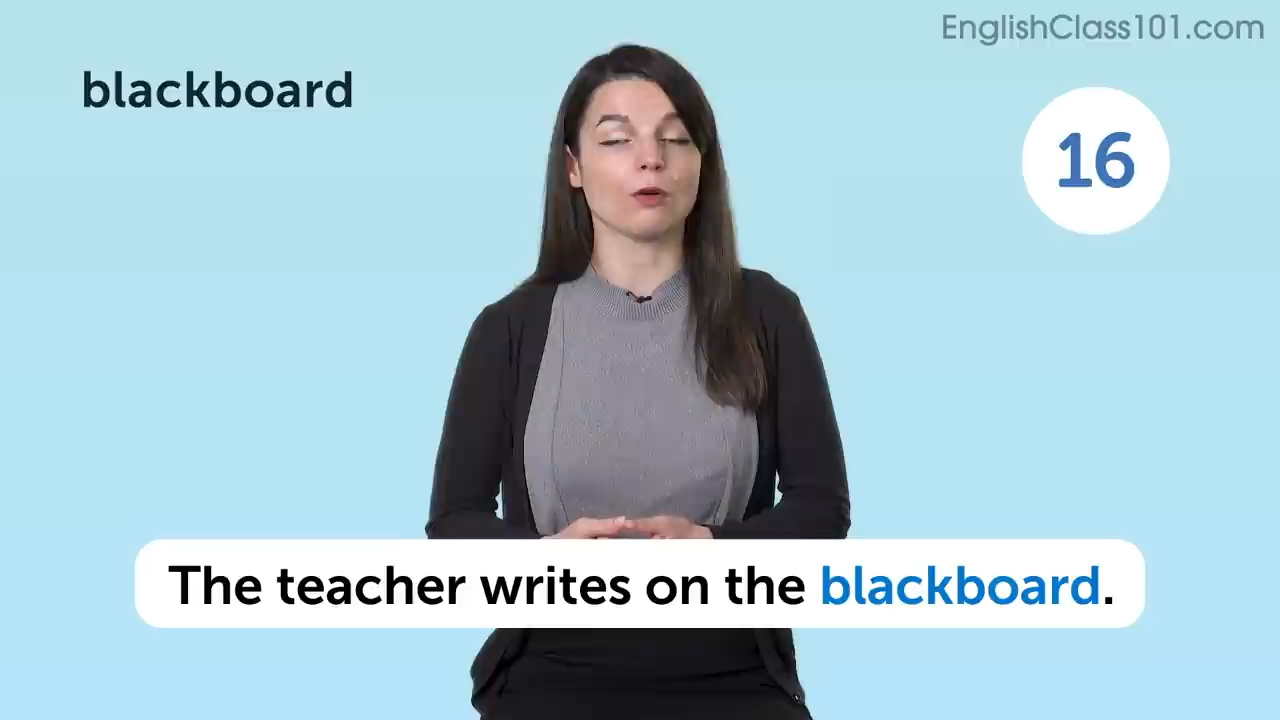 EnglishClass101.com
blackboard
16
The teacher writes on the blackboard.